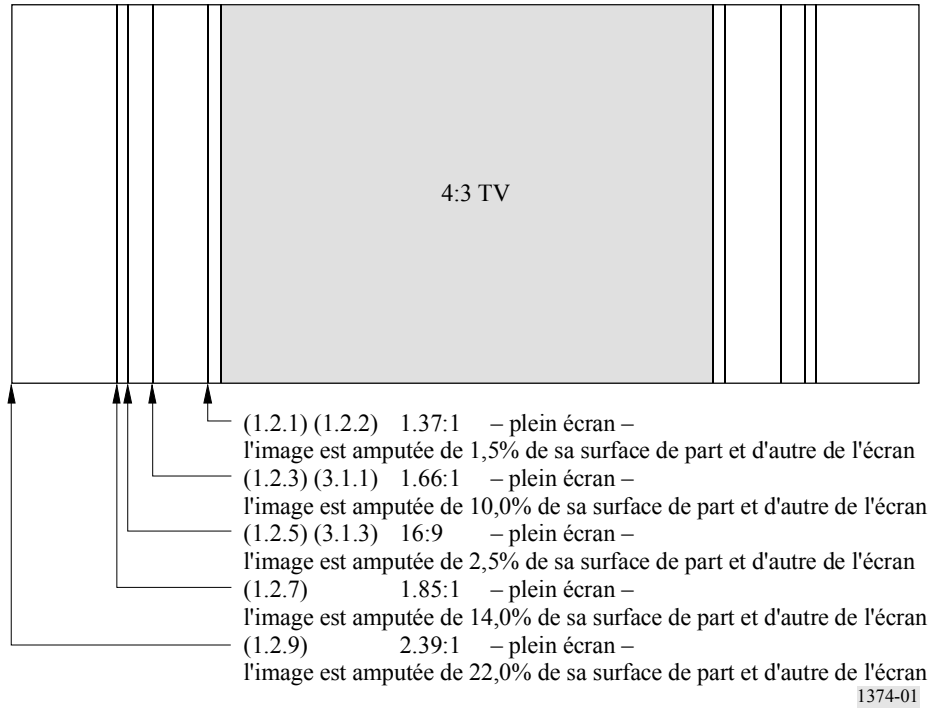 4:3 TV
(1.2.1) (1.2.2) 1.37:1 – plein écran –
l'image est amputée de 1,5% de sa surface de part et d'autre de l'écran
(1.2.3) (3.1.1) 1.66:1 – plein écran –
l'image est amputée de 10,0% de sa surface de part et d'autre de l'écran
(1.2.5) (3.1.3) 16:9 – plein écran –
l'image est amputée de 2,5% de sa surface de part et d'autre de l'écran
(1.2.7) 1.85:1 – plein écran –
l'image est amputée de 14,0% de sa surface de part et d'autre de l'écran
(1.2.9) 2.39:1 – plein écran –
l'image est amputée de 22,0% de sa surface de part et d'autre de l'écran
1374-01